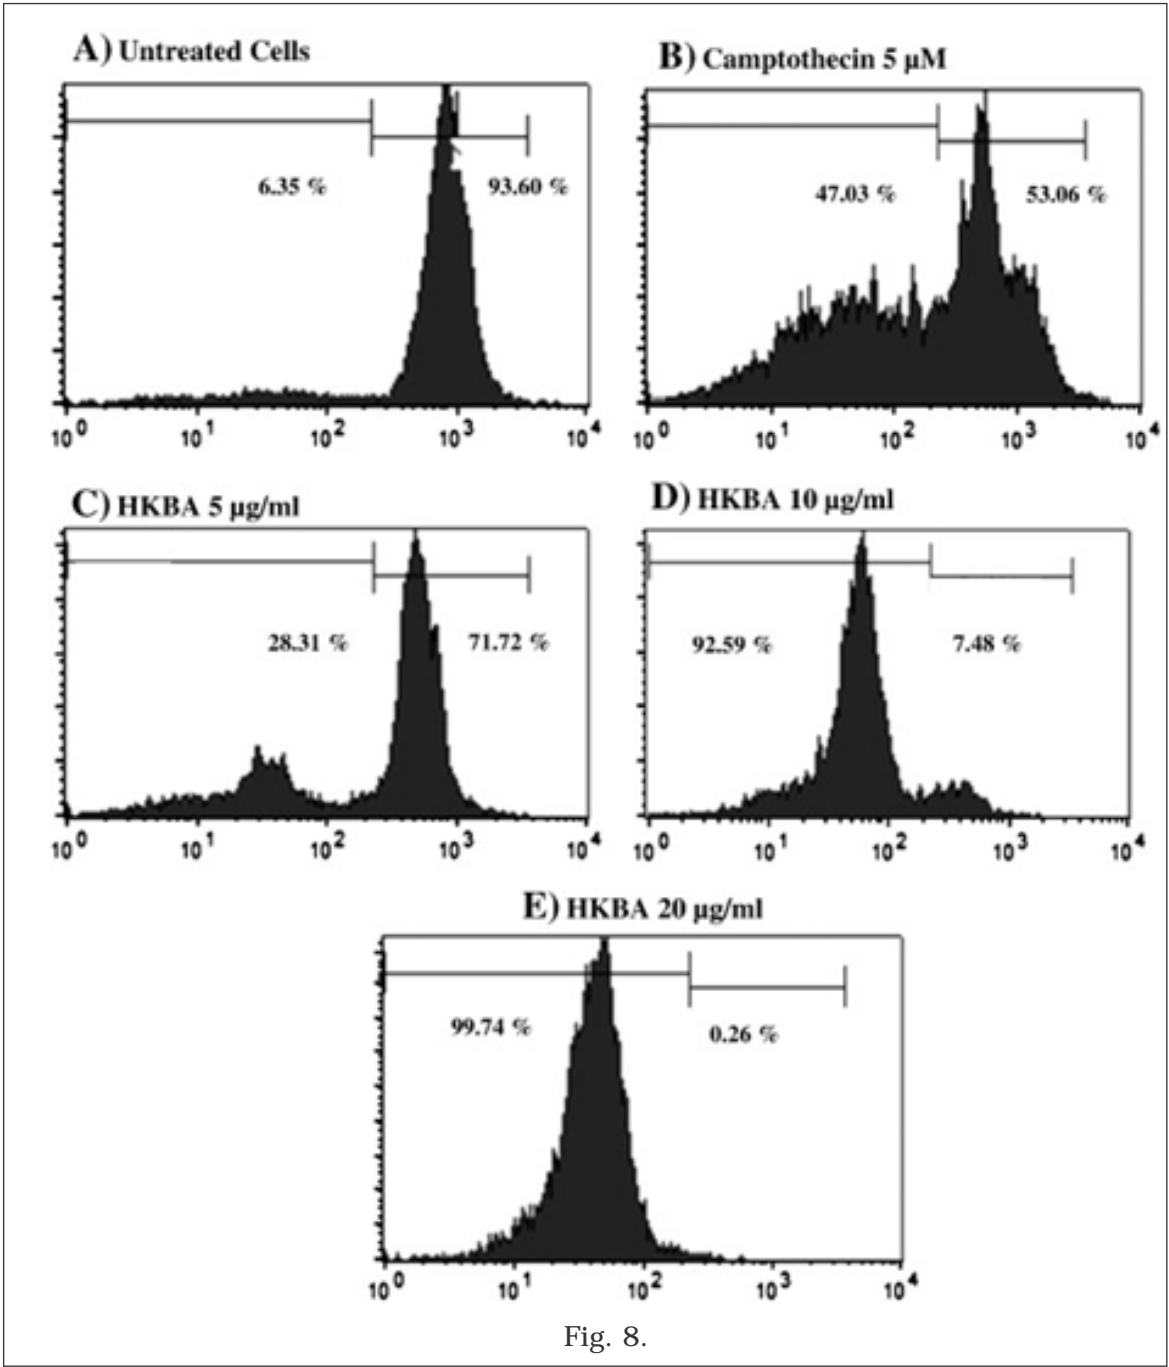 A) Untreated Cells
6.35 %
93.60 %
10^0 10^1 10^2 10^3 10^4
B) Camptothecin 5 µM
47.03 %
53.06 %
10^0 10^1 10^2 10^3 10^4
C) HKBA 5 µg/ml
28.31 %
71.72 %
10^0 10^1 10^2 10^3 10^4
D) HKBA 10 µg/ml
92.59 %
7.48 %
10^0 10^1 10^2 10^3 10^4
E) HKBA 20 µg/ml
99.74 %
0.26 %
10^0 10^1 10^2 10^3 10^4
Fig. 8.